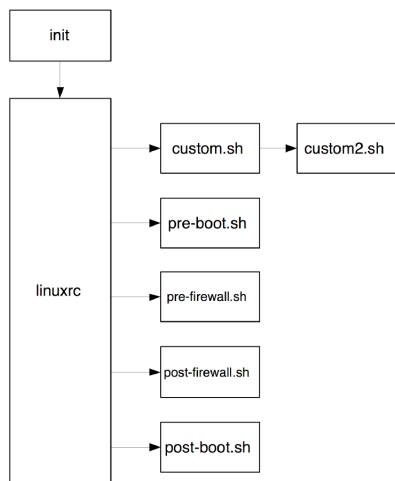 init
custom.sh
custom2.sh
pre-boot.sh
linuxrc
pre-firewall.sh
post-firewall.sh
post-boot.sh